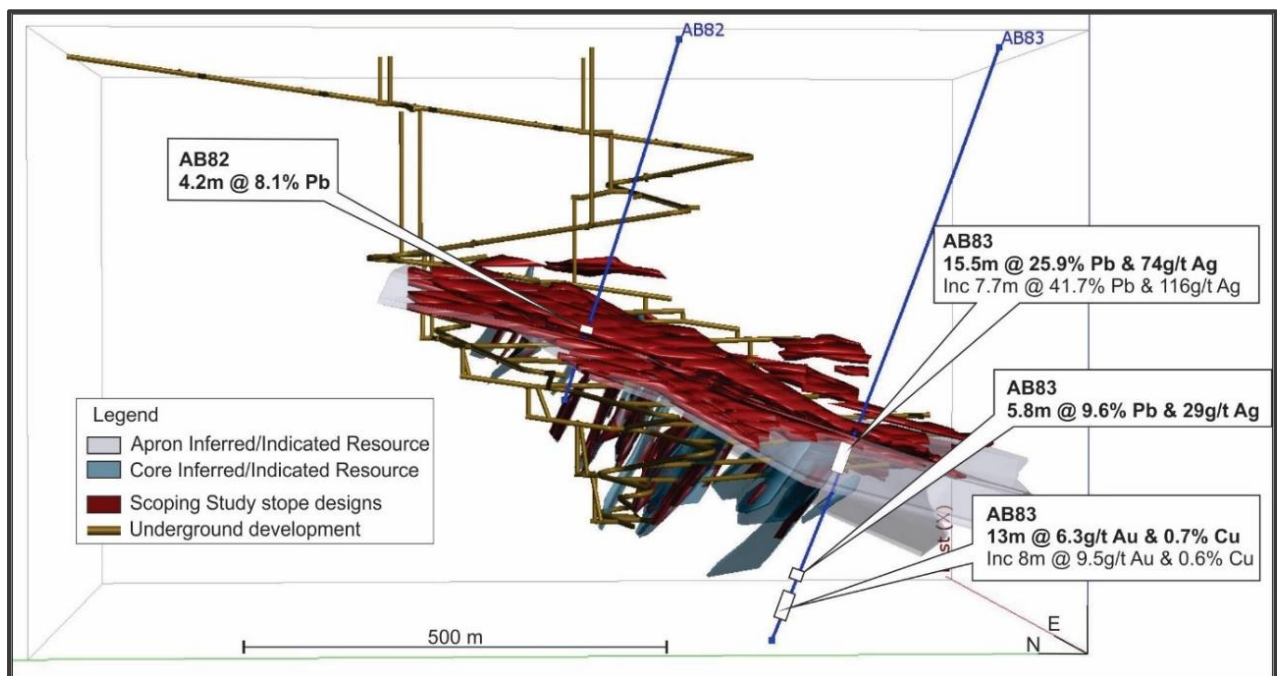 AB82
AB83
AB82
4.2m @ 8.1% Pb
AB83
15.5m @ 25.9% Pb & 74g/t Ag
Inc 7.7m @ 41.7% Pb & 116g/t Ag
AB83
5.8m @ 9.6% Pb & 29g/t Ag
Legend
Apron Inferred/Indicated Resource
Core Inferred/Indicated Resource
Scoping Study stope designs
Underground development
AB83
13m @ 6.3g/t Au & 0.7% Cu
Inc 8m @ 9.5g/t Au & 0.6% Cu
st (X)
500 m
E
N